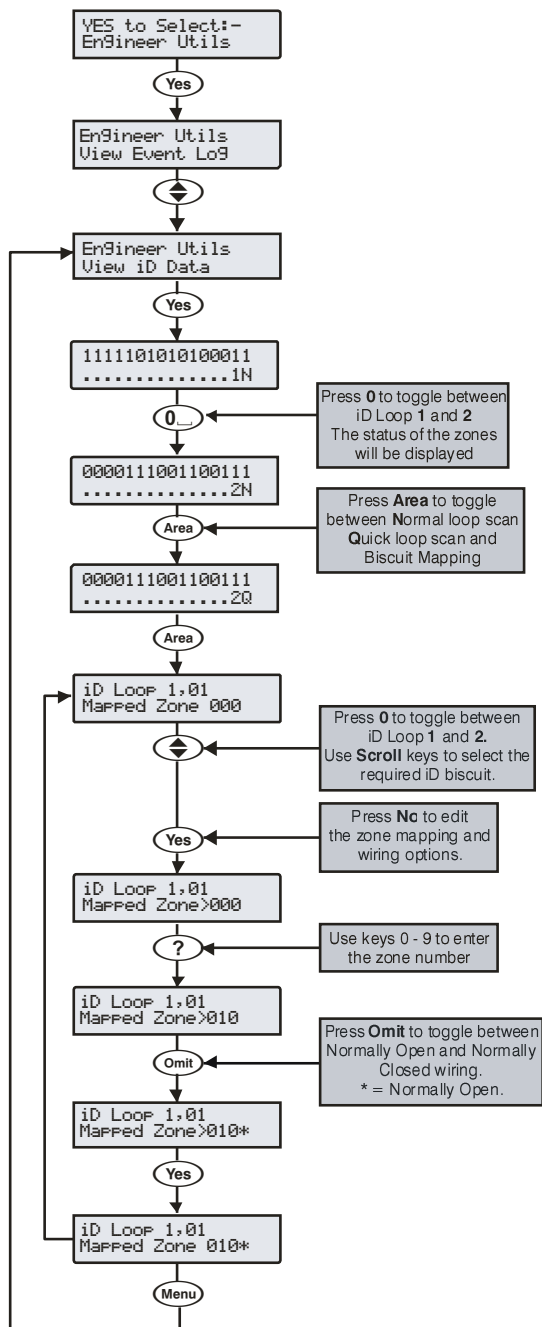 YES to Select:-
Engineer Utils
Yes
Engineer Utils
View Event Log
Engineer Utils
View iD Data
Yes
1111101010100011
..............1N
0
Press 0 to toggle between
iD Loop 1 and 2
The status of the zones
will be displayed
0000111001100111
..............2N
Area
Press Area to toggle
between Normal loop scan
Quick loop scan and
Biscuit Mapping
0000111001100111
..............2Q
Area
iD Loop 1,01
Mapped Zone 000
Press 0 to toggle between
iD Loop 1 and 2.
Use Scroll keys to select the
required iD biscuit.
Yes
Press No to edit
the zone mapping and
wiring options.
iD Loop 1,01
Mapped Zone>000
?
Use keys 0 - 9 to enter
the zone number
iD Loop 1,01
Mapped Zone>010
Omit
Press Omit to toggle between
Normally Open and Normally
Closed wiring.
* = Normally Open.
iD Loop 1,01
Mapped Zone>010*
Yes
iD Loop 1,01
Mapped Zone 010*
Menu